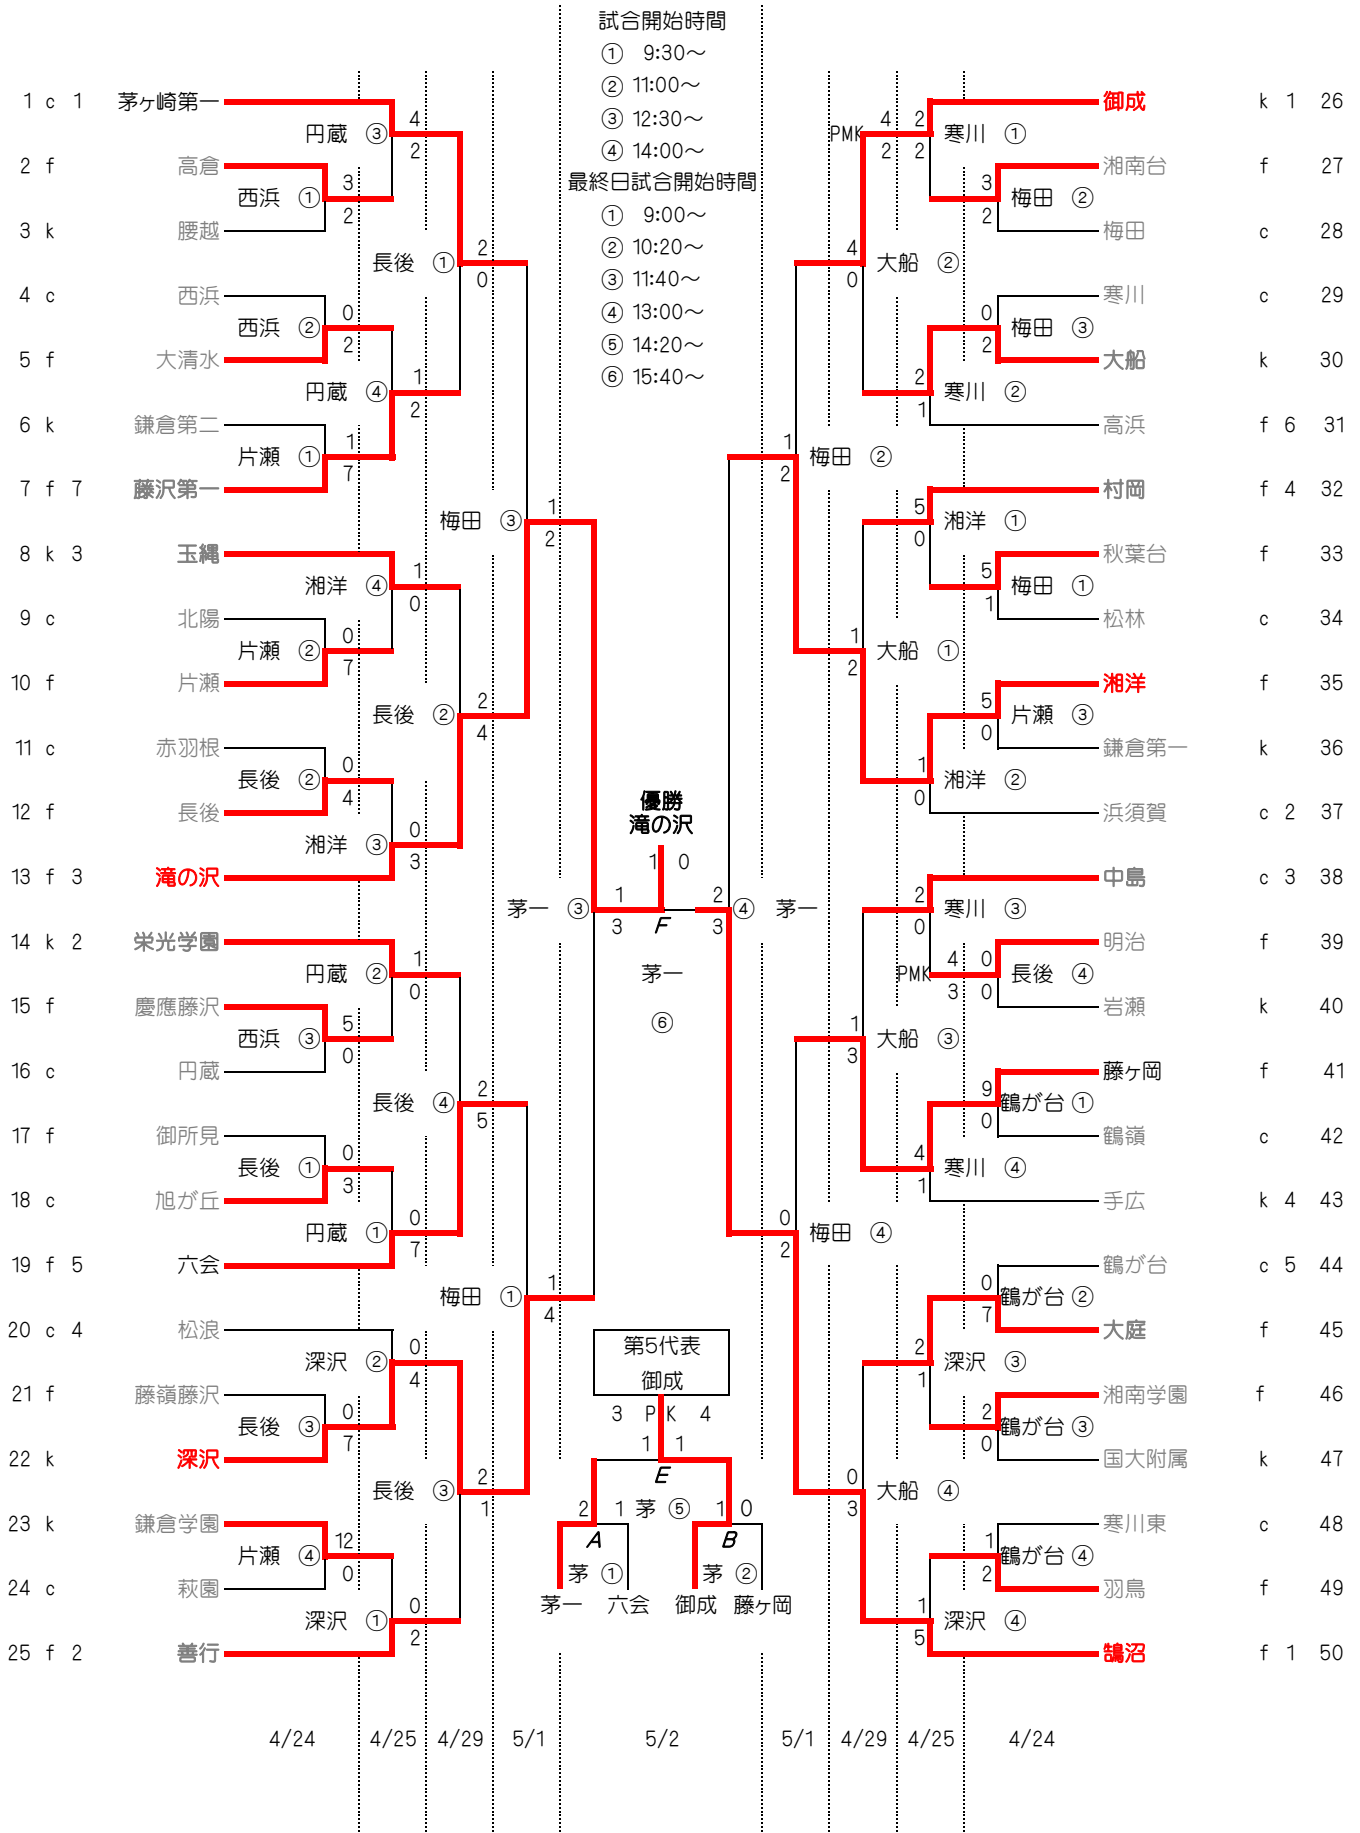 試合開始時間
① 9:30～
② 11:00～
③ 12:30～
④ 14:00～
最終日試合開始時間
① 9:00～
② 10:20～
③ 11:40～
④ 13:00～
⑤ 14:20～
⑥ 15:40～
1 c 1 茅ヶ崎第一
4
円蔵 ③
2
2 f 高倉
3
西浜 ①
2
3 k 腰越
2
長後 ①
0
4 c 西浜
0
西浜 ②
2
5 f 大清水
1
円蔵 ④
2
6 k 鎌倉第二
1
片瀬 ①
7
7 f 7 藤沢第一
1
梅田 ③
2
8 k 3 玉縄
1
湘洋 ④
0
9 c 北陽
0
片瀬 ②
7
10 f 片瀬
2
長後 ②
4
11 c 赤羽根
0
長後 ②
4
12 f 長後
0
湘洋 ③
3
13 f 3 滝の沢
1
茅一 ③
3
14 k 2 栄光学園
1
円蔵 ②
0
15 f 慶應藤沢
5
西浜 ③
0
16 c 円蔵
2
長後 ④
5
17 f 御所見
0
長後 ①
3
18 c 旭が丘
0
円蔵 ①
7
19 f 5 六会
1
梅田 ①
4
20 c 4 松浪
0
深沢 ②
4
21 f 藤嶺藤沢
0
長後 ③
7
22 k 深沢
2
長後 ③
1
23 k 鎌倉学園
12
片瀬 ④
0
24 c 萩園
0
深沢 ①
2
25 f 2 善行
優勝
滝の沢
1 0
F
茅一
⑥
第5代表
御成
3 PK 4
1 1
E
茅 ⑤
2 1
A
茅 ①
茅一 六会
1 0
B
茅 ②
御成 藤ヶ岡
御成 k 1 26
PMK 4 2
寒川 ①
2 2
湘南台 f 27
3
梅田 ②
2
梅田 c 28
4
大船 ②
0
寒川 c 29
0
梅田 ③
2
大船 k 30
2
寒川 ②
1
高浜 f 6 31
1
梅田 ②
2
村岡 f 4 32
5
湘洋 ①
0
秋葉台 f 33
5
梅田 ①
1
松林 c 34
1
大船 ①
2
湘洋 f 35
5
片瀬 ③
0
鎌倉第一 k 36
1
湘洋 ②
0
浜須賀 c 2 37
2
④ 茅一
3
中島 c 3 38
2
寒川 ③
0
明治 f 39
PMK 4 0
長後 ④
3 0
岩瀬 k 40
1
大船 ③
3
藤ヶ岡 f 41
9
鶴が台 ①
0
鶴嶺 c 42
4
寒川 ④
1
手広 k 4 43
0
梅田 ④
2
鶴が台 c 5 44
0
鶴が台 ②
7
大庭 f 45
2
深沢 ③
1
湘南学園 f 46
2
鶴が台 ③
0
国大附属 k 47
0
大船 ④
3
寒川東 c 48
1
鶴が台 ④
2
羽鳥 f 49
1
深沢 ④
5
鵠沼 f 1 50
4/24 4/25 4/29 5/1 5/2 5/1 4/29 4/25 4/24